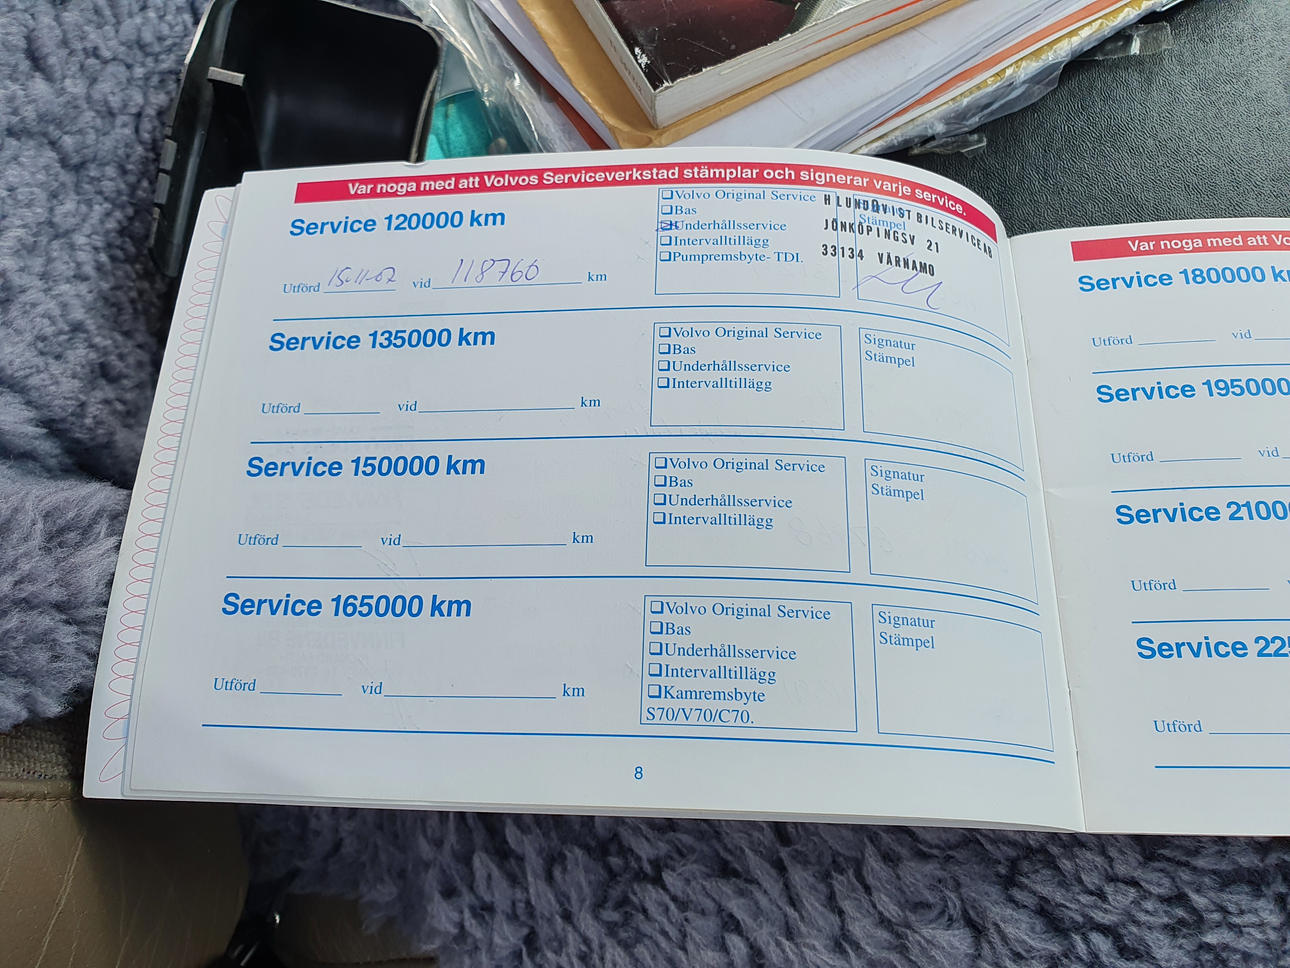 Var noga med att Volvos Serviceverkstad stämplar och signerar varje service.
Service 120000 km
Utförd 15-11-02 vid 118760 km
❑Volvo Original Service
❑Bas
❑Underhållsservice
❑Intervalltillägg
❑Pumpremsbyte- TDI.
Stämpel
H LUNDQVIST BILSERVICE AB
JÖNKÖPINGSV 21
33134 VÄRNAMO
Service 135000 km
Utförd vid km
❑Volvo Original Service
❑Bas
❑Underhållsservice
❑Intervalltillägg
Signatur
Stämpel
Service 150000 km
Utförd vid km
❑Volvo Original Service
❑Bas
❑Underhållsservice
❑Intervalltillägg
Signatur
Stämpel
Service 165000 km
Utförd vid km
❑Volvo Original Service
❑Bas
❑Underhållsservice
❑Intervalltillägg
❑Kamremsbyte
S70/V70/C70.
Signatur
Stämpel
8
Var noga med att Vo
Service 180000 k
Utförd vid
Service 195000
Utförd vid
Service 2100
Utförd
Service 22
Utförd